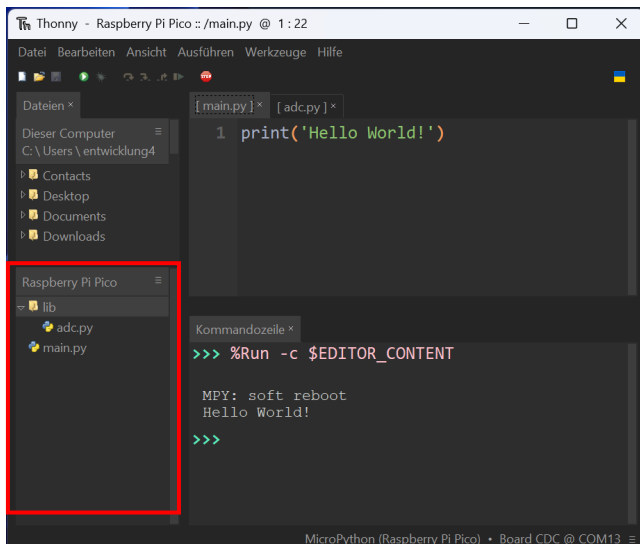 Thonny - Raspberry Pi Pico :: /main.py @ 1 : 22
Datei Bearbeiten Ansicht Ausführen Werkzeuge Hilfe
STOP
Dateien ×
Dieser Computer
C: \ Users \ entwicklung4
Contacts
Desktop
Documents
Downloads
Raspberry Pi Pico
lib
adc.py
main.py
[ main.py ] × [ adc.py ] ×
1 print('Hello World!')
Kommandozeile ×
>>> %Run -c $EDITOR_CONTENT
MPY: soft reboot
Hello World!
>>>
MicroPython (Raspberry Pi Pico) • Board CDC @ COM13 ≡